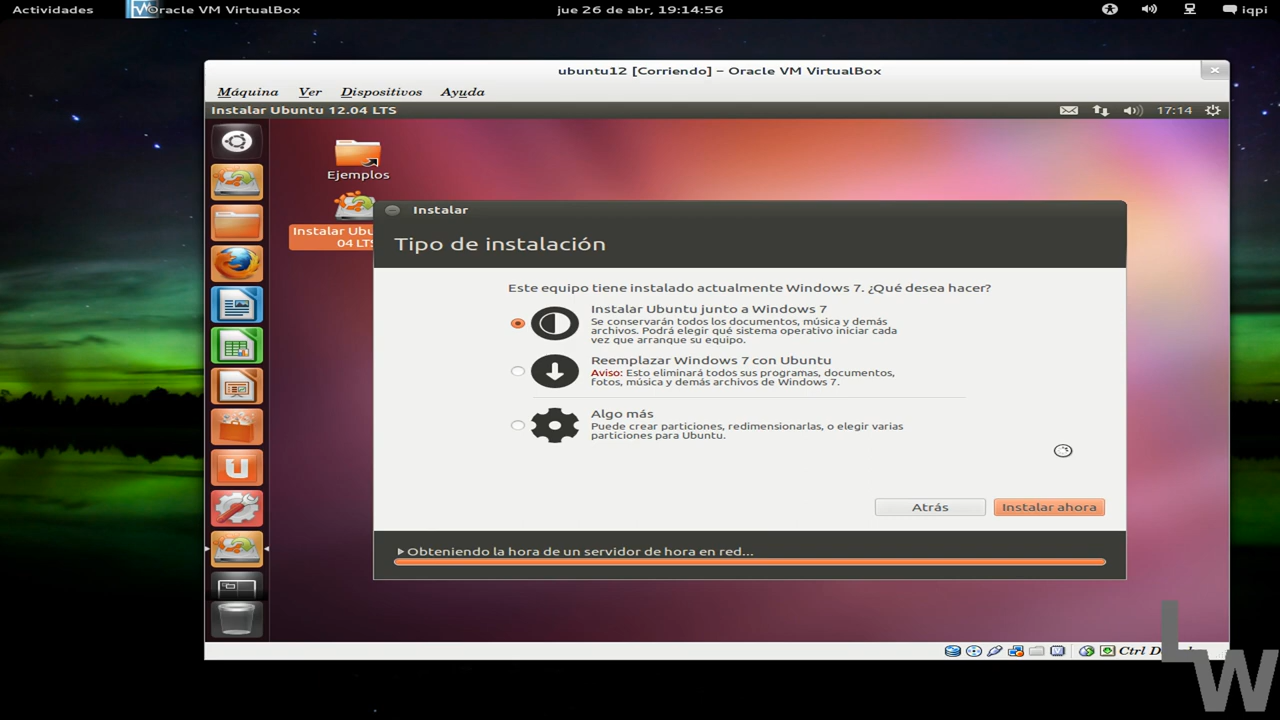 Actividades
Oracle VM VirtualBox
jue 26 de abr, 19:14:56
iqpi
ubuntu12 [Corriendo] – Oracle VM VirtualBox
Máquina Ver Dispositivos Ayuda
Instalar Ubuntu 12.04 LTS
17:14
Ejemplos
Instalar Ubu
04 LTS
Instalar
Tipo de instalación
Este equipo tiene instalado actualmente Windows 7. ¿Qué desea hacer?
Instalar Ubuntu junto a Windows 7
Se conservarán todos los documentos, música y demás
archivos. Podrá elegir qué sistema operativo iniciar cada
vez que arranque su equipo.
Reemplazar Windows 7 con Ubuntu
Aviso: Esto eliminará todos sus programas, documentos,
fotos, música y demás archivos de Windows 7.
Algo más
Puede crear particiones, redimensionarlas, o elegir varias
particiones para Ubuntu.
Atrás
Instalar ahora
Obteniendo la hora de un servidor de hora en red...
Ctrl
LW